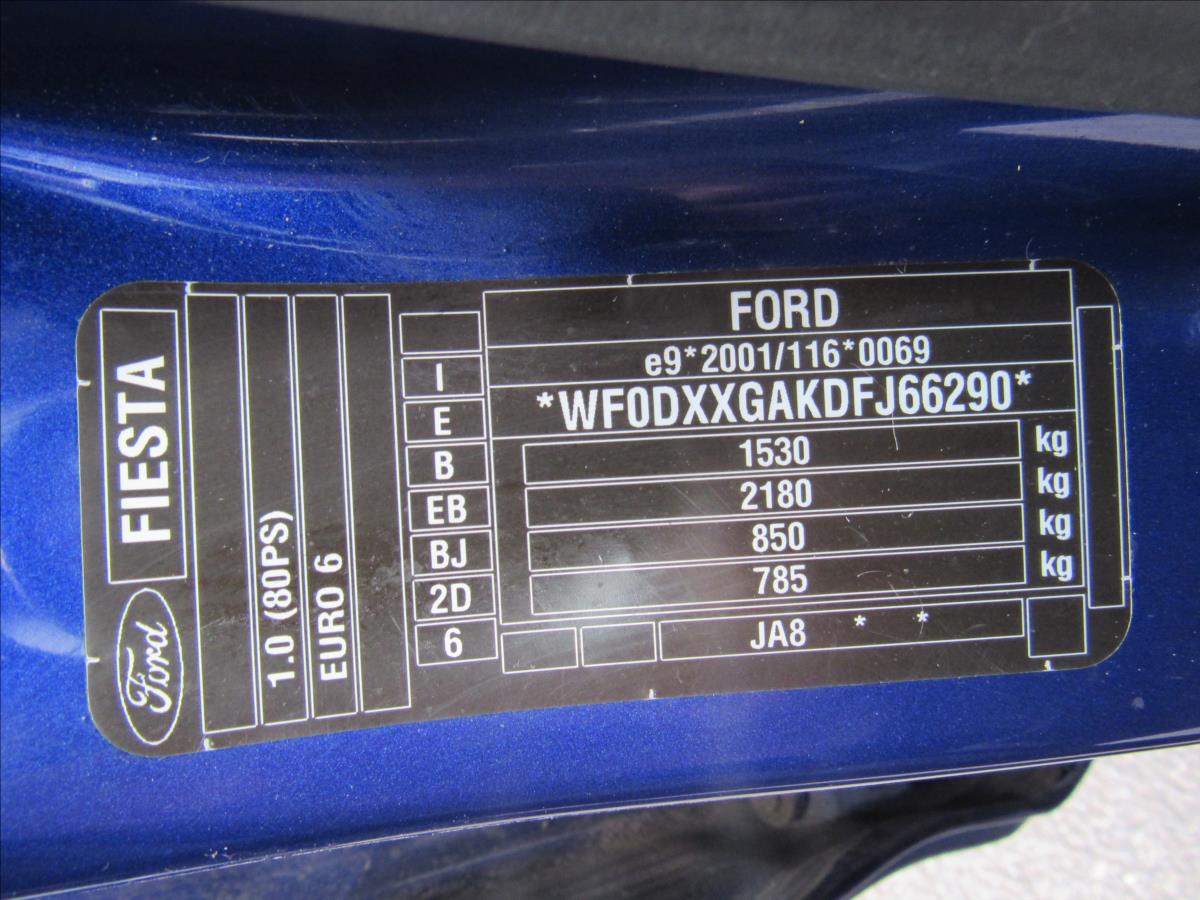 FIESTA
Ford
1.0 (80PS)
EURO 6
I
E
B
EB
BJ
2D
6
FORD
e9*2001/116*0069
*WF0DXXGAKDFJ66290*
1530 kg
2180 kg
850 kg
785 kg
JA8 * *